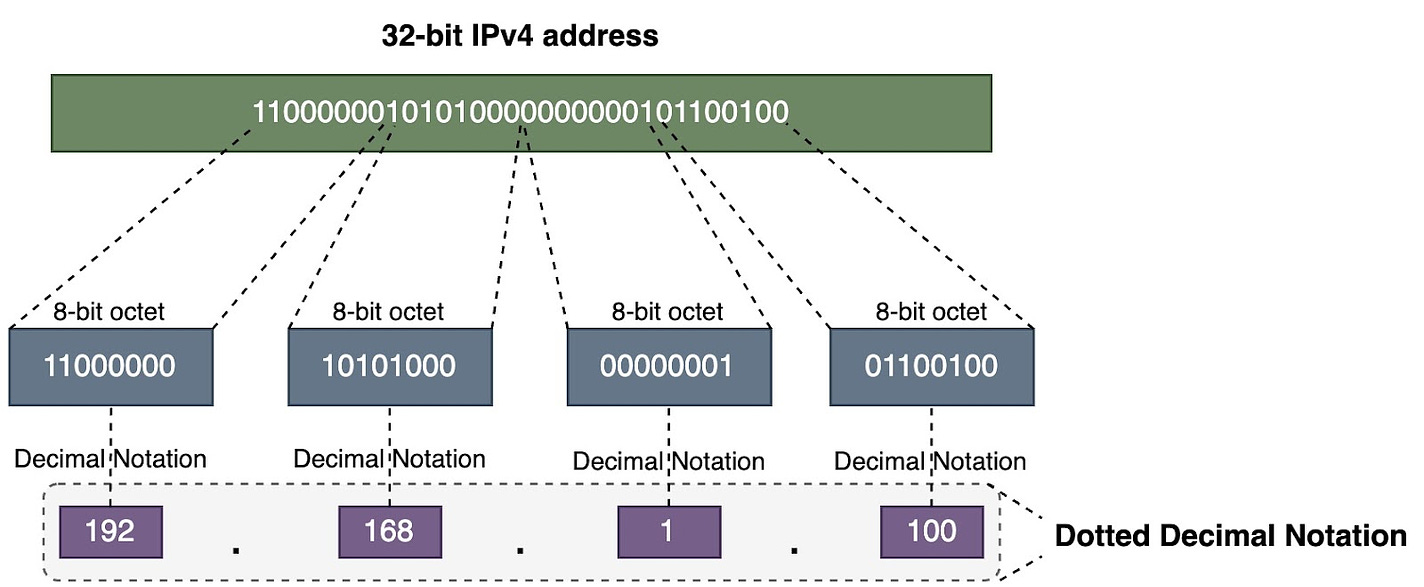 32-bit IPv4 address
11000000101010000000000101100100
8-bit octet 8-bit octet 8-bit octet 8-bit octet
11000000 10101000 00000001 01100100
Decimal Notation Decimal Notation Decimal Notation Decimal Notation
192 . 168 . 1 . 100
Dotted Decimal Notation